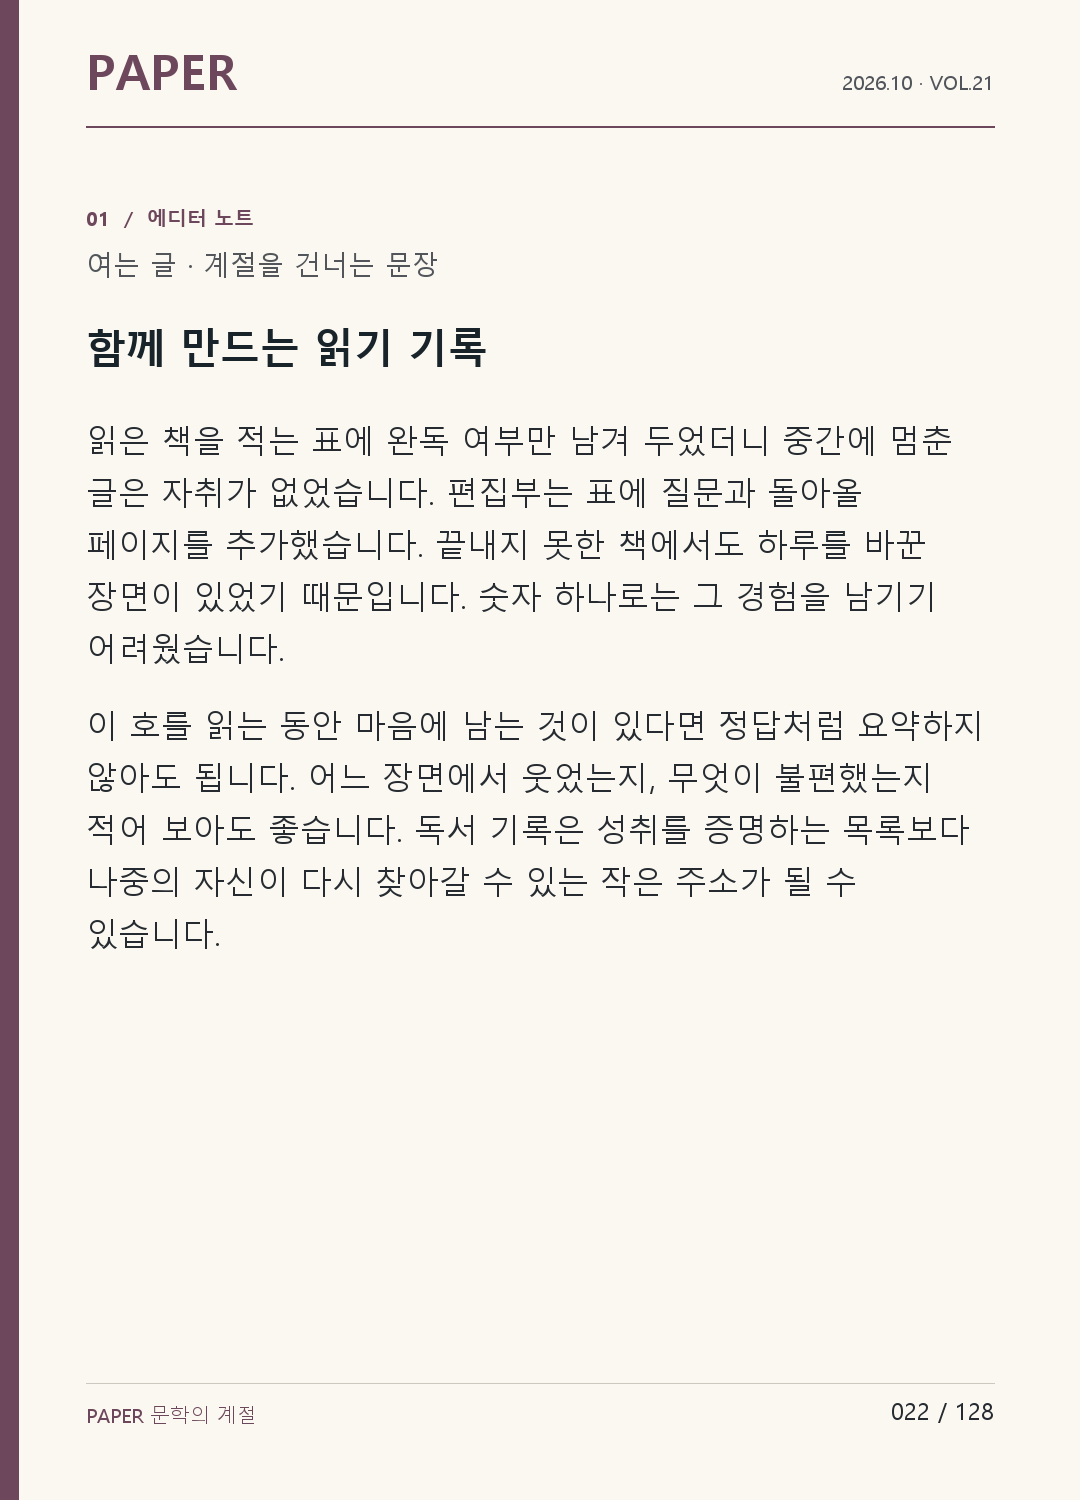 PAPER
2026.10 · VOL.21
01 / 에디터 노트
여는 글 · 계절을 건너는 문장
함께 만드는 읽기 기록
읽은 책을 적는 표에 완독 여부만 남겨 두었더니 중간에 멈춘
글은 자취가 없었습니다. 편집부는 표에 질문과 돌아올
페이지를 추가했습니다. 끝내지 못한 책에서도 하루를 바꾼
장면이 있었기 때문입니다. 숫자 하나로는 그 경험을 남기기
어려웠습니다.
이 호를 읽는 동안 마음에 남는 것이 있다면 정답처럼 요약하지
않아도 됩니다. 어느 장면에서 웃었는지, 무엇이 불편했는지
적어 보아도 좋습니다. 독서 기록은 성취를 증명하는 목록보다
나중의 자신이 다시 찾아갈 수 있는 작은 주소가 될 수
있습니다.
PAPER 문학의 계절
022 / 128